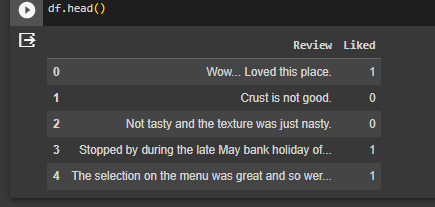 df.head()
Review Liked
0 Wow... Loved this place. 1
1 Crust is not good. 0
2 Not tasty and the texture was just nasty. 0
3 Stopped by during the late May bank holiday of... 1
4 The selection on the menu was great and so wer... 1